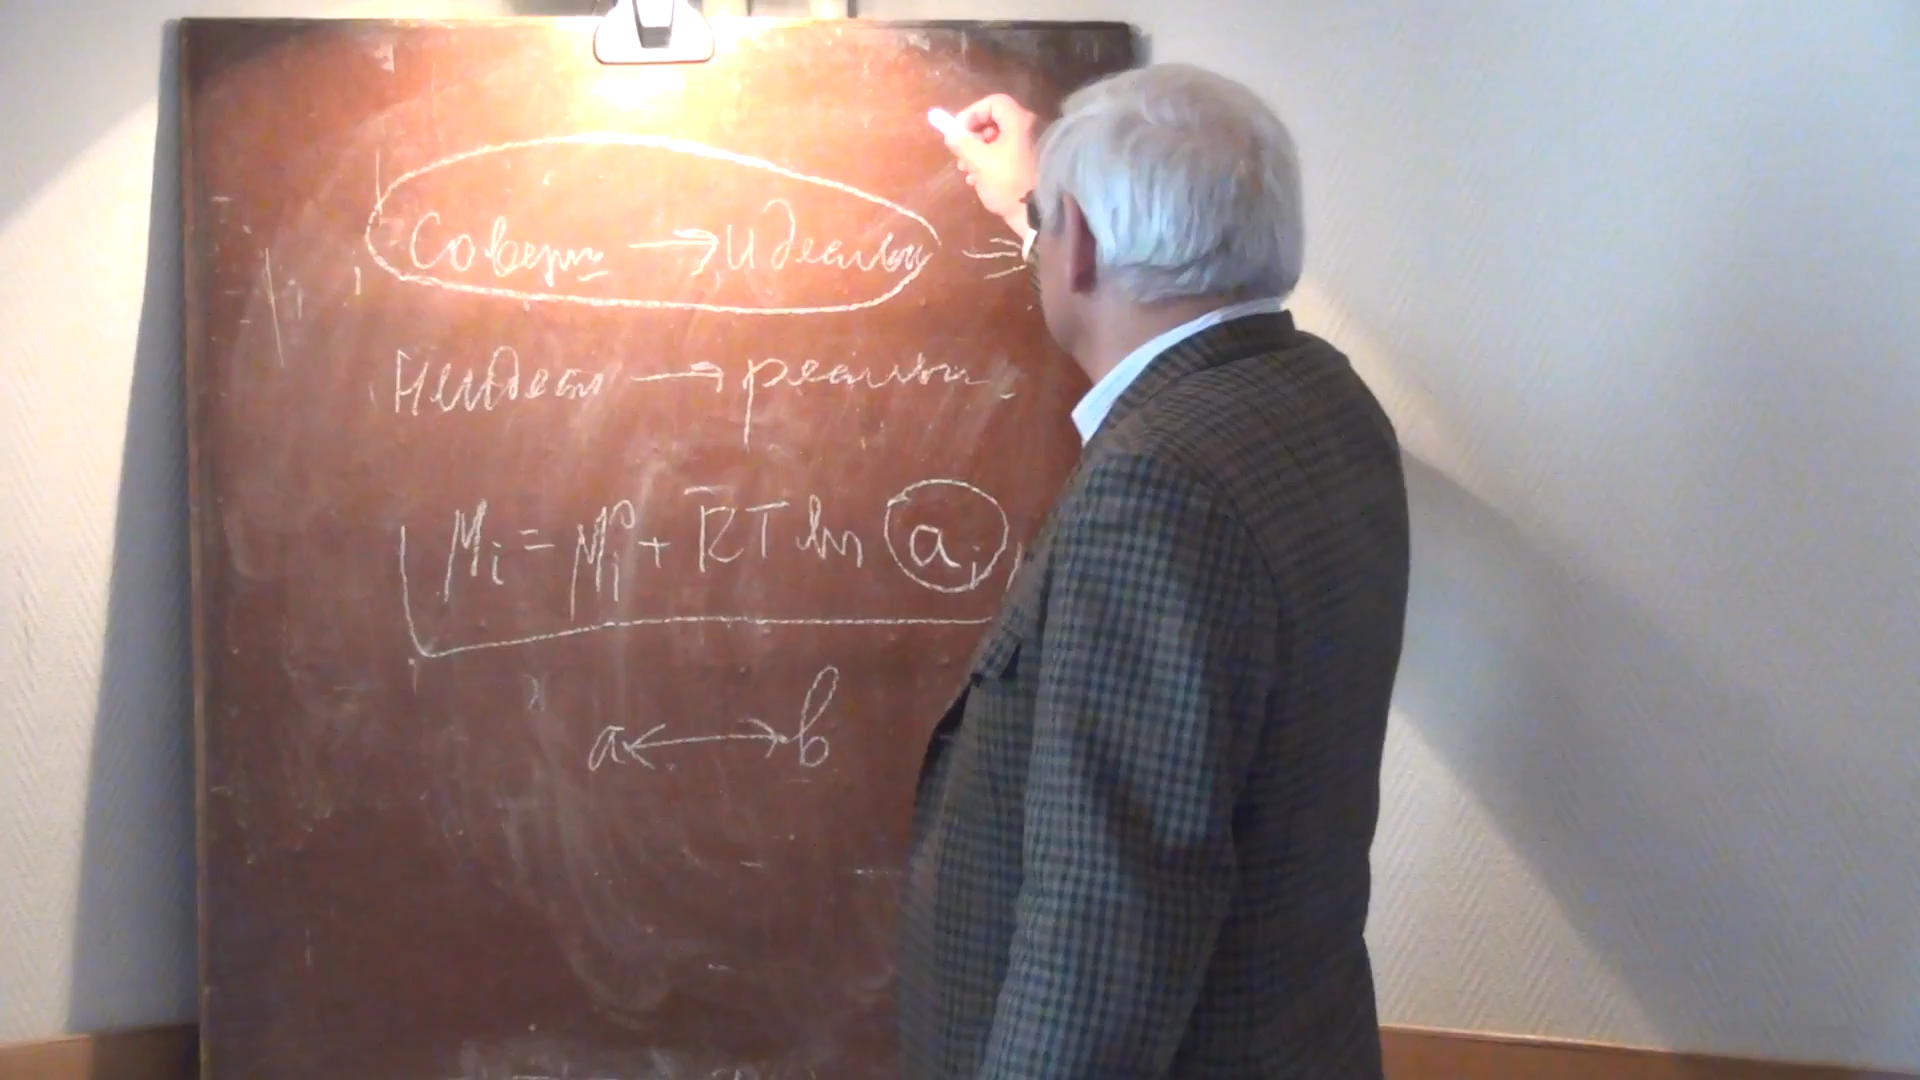 Соверш → Идеальн
Неидеал → реальн
μi = μi° + RT ln ai
a ↔ b